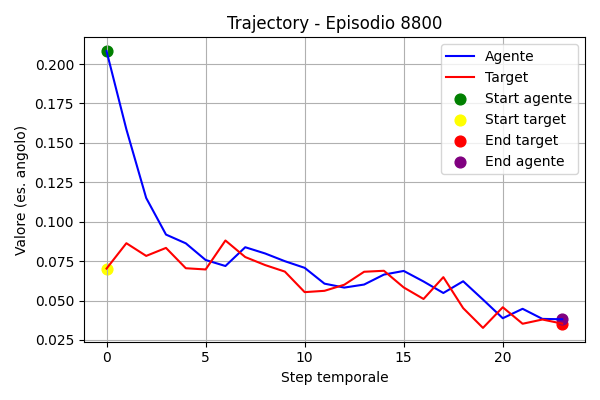 Trajectory - Episodio 8800
Agente
Target
Start agente
Start target
End target
End agente
Valore (es. angolo)
0.200
0.175
0.150
0.125
0.100
0.075
0.050
0.025
0 5 10 15 20
Step temporale